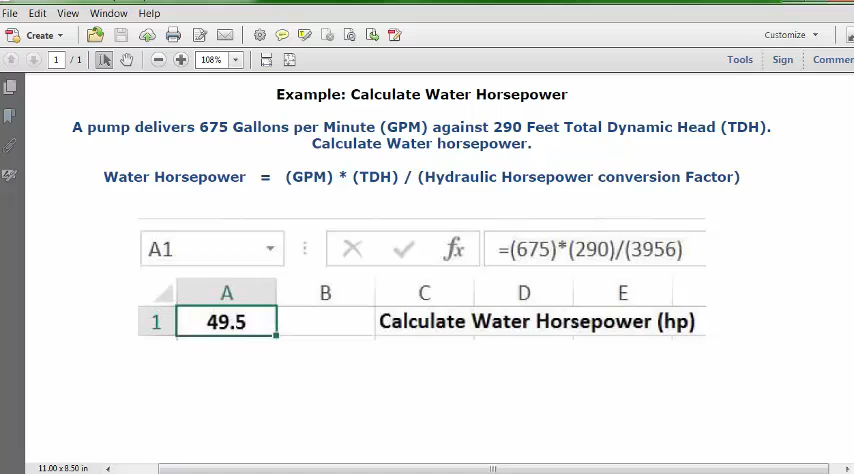 File Edit View Window Help
Create Customize
1 / 1 108% Tools Sign Commen
Example: Calculate Water Horsepower
A pump delivers 675 Gallons per Minute (GPM) against 290 Feet Total Dynamic Head (TDH).
Calculate Water horsepower.
Water Horsepower = (GPM) * (TDH) / (Hydraulic Horsepower conversion Factor)
A1 fx =(675)*(290)/(3956)
A B C D E
1 49.5 Calculate Water Horsepower (hp)
11.00 x 8.50 in